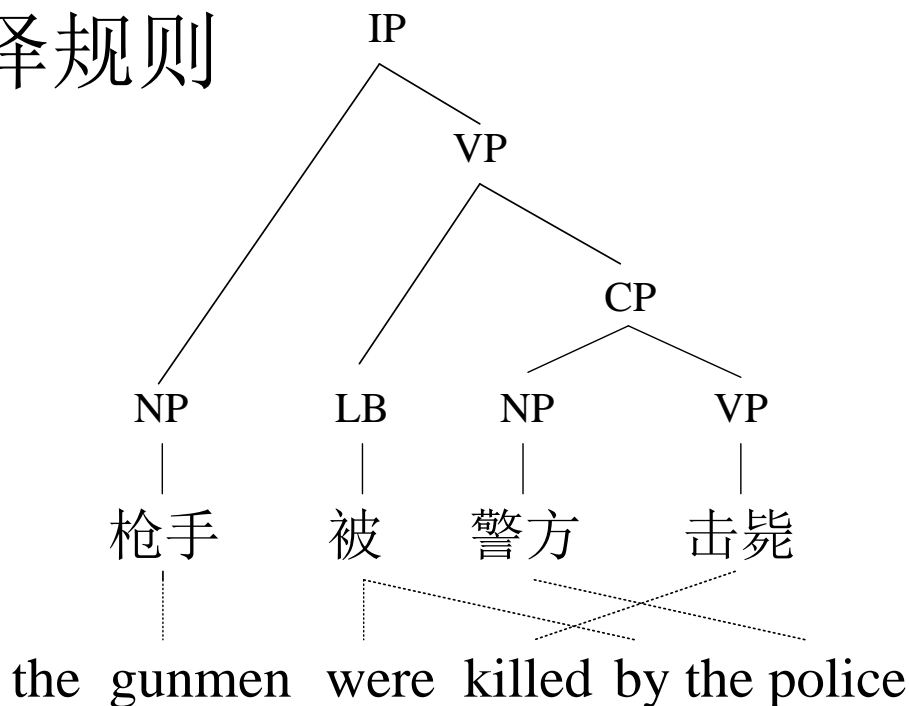 规则
IP
VP
CP
NP LB NP VP
枪手 被 警方 击毙
the gunmen were killed by the police